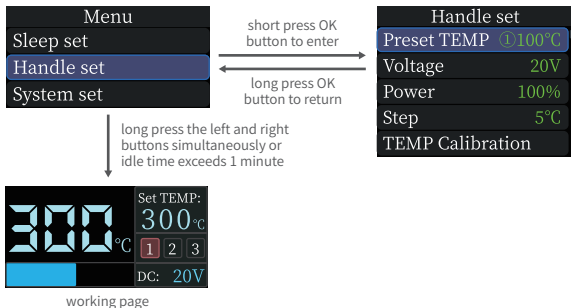 Menu
Sleep set
Handle set
System set
short press OK
button to enter
long press OK
button to return
Handle set
Preset TEMP ①100℃
Voltage 20V
Power 100%
Step 5℃
TEMP Calibration
long press the left and right
buttons simultaneously or
idle time exceeds 1 minute
300℃
Set TEMP:
300℃
1 2 3
DC: 20V
working page